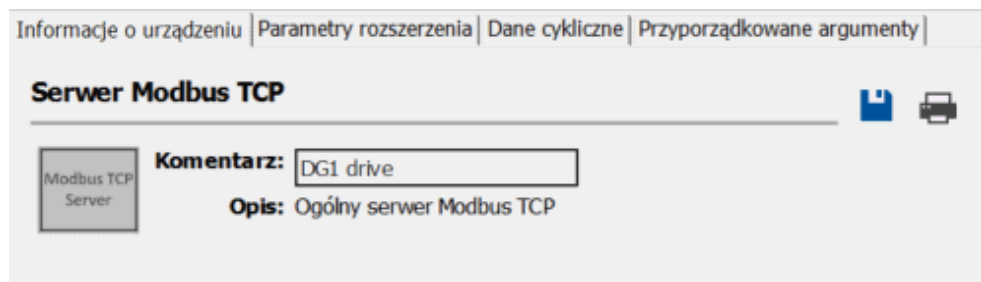 Informacje o urządzeniu Parametry rozszerzenia Dane cykliczne Przyporządkowane argumenty
Serwer Modbus TCP
Modbus TCP
Server
Komentarz: DG1 drive
Opis: Ogólny serwer Modbus TCP